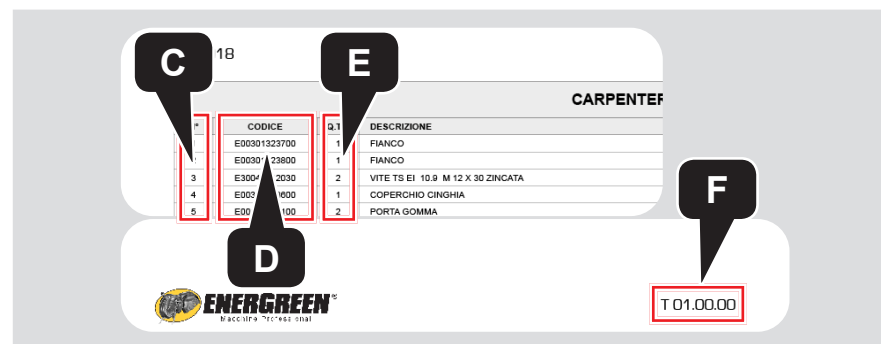 18
C
E
CARPENTER
CODICE DESCRIZIONE
E00301323700 1 FIANCO
1 FIANCO
3 2 VITE TS EI 10.9 M 12 X 30 ZINCATA
4 1 COPERCHIO CINGHIA
5 2 PORTA GOMMA
F
D
ENERGREEN®
Macchine Professional
T 01.00.00